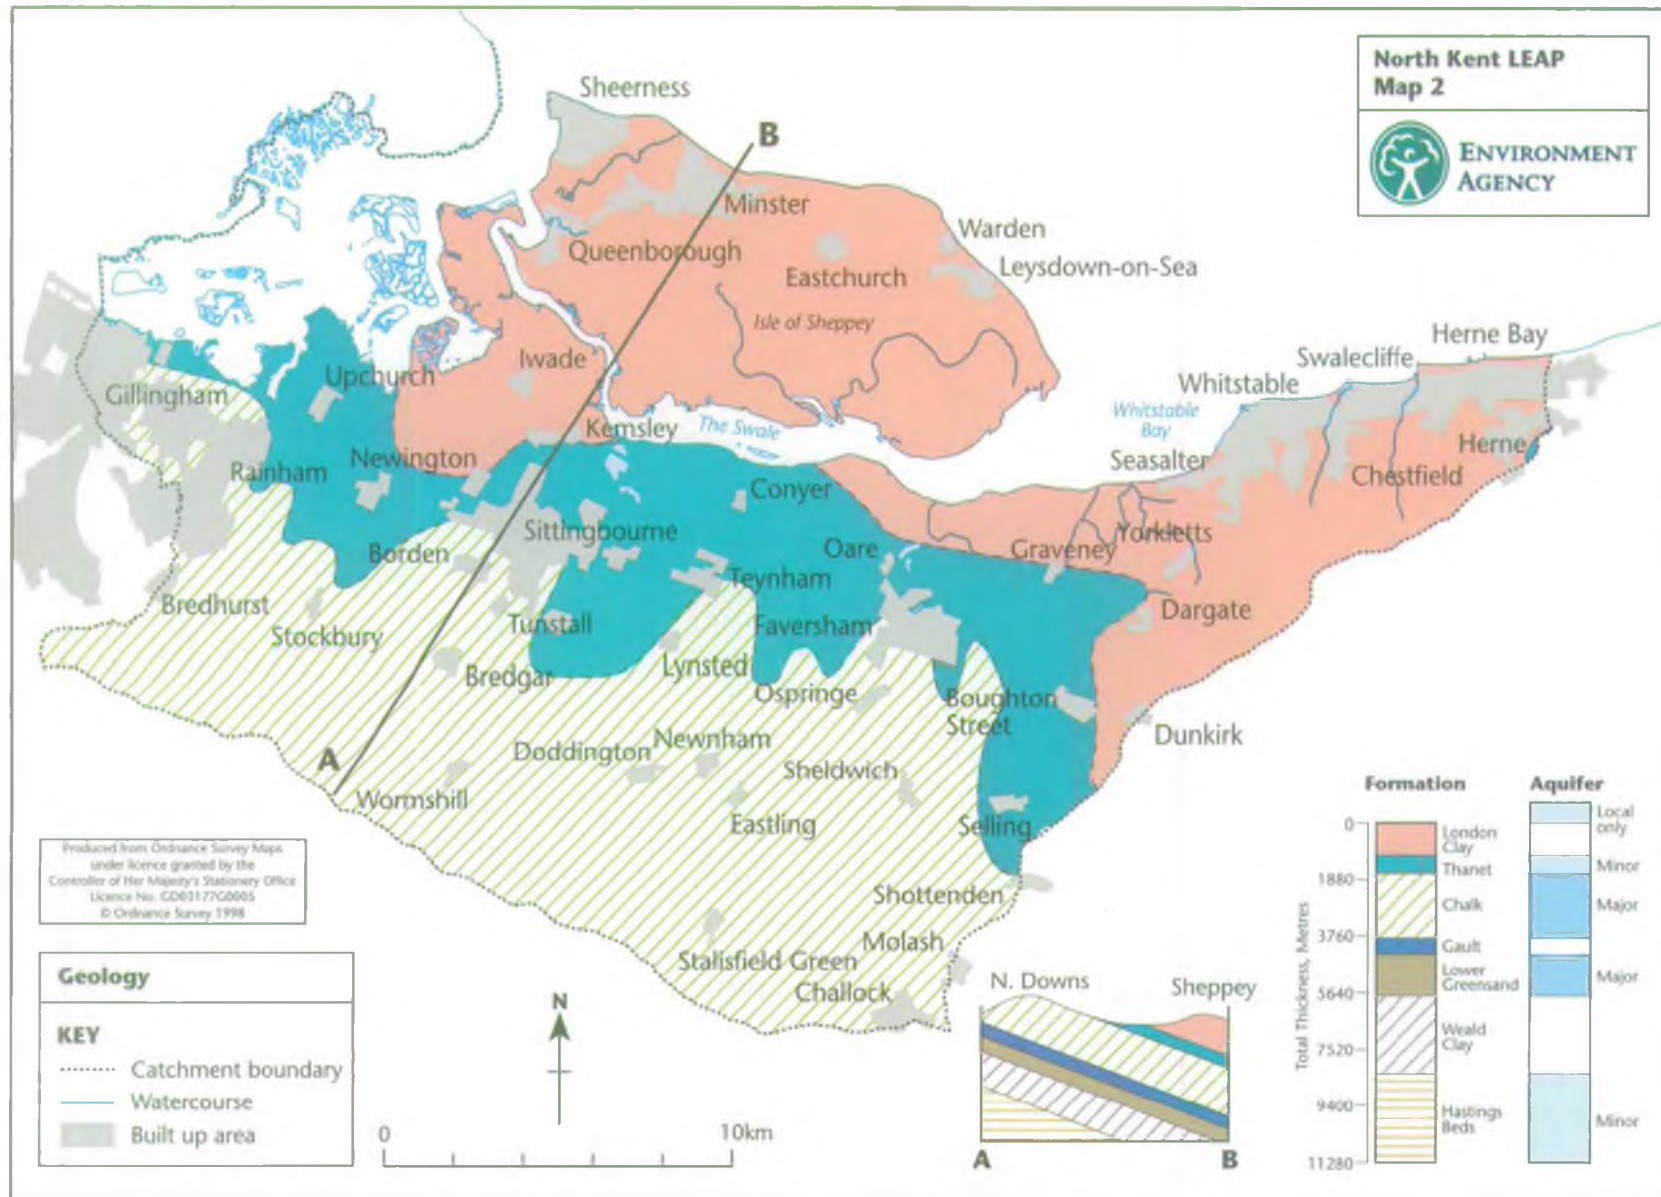 North Kent LEAP
Map 2
ENVIRONMENT
AGENCY
Sheerness
B
Minster
Warden
Queenborough
Leysdown-on-Sea
Eastchurch
Isle of Sheppey
Herne Bay
Swalecliffe
Iwade
Whitstable
Upchurch
Gillingham
Whitstable
Bay
Kemsley
The Swale
Herne
Newington
Seasalter
Rainham
Chestfield
Conyer
Sittingbourne
Yorkletts
Borden
Oare
Graveney
Teynham
Bredhurst
Dargate
Stockbury
Tunstall
Faversham
Lynsted
Bredgar
Ospringe
Boughton
Street
Dunkirk
Newnham
Doddington
A
Sheldwich
Wormshill
Eastling
Selling
Shottenden
Molash
Stalisfield Green
Challock
Produced from Ordnance Survey Maps
under licence granted by the
Controller of Her Majesty's Stationery Office
Licence No. GD03177G0005
© Ordnance Survey 1998
Geology
KEY
Catchment boundary
Watercourse
Built up area
N
0
10km
N. Downs
Sheppey
A
B
Formation
Aquifer
Total Thickness, Metres
0
1880
3760
5640
7520
9400
11280
London
Clay
Thanet
Chalk
Gault
Lower
Greensand
Weald
Clay
Hastings
Beds
Local
only
Minor
Major
Major
Minor